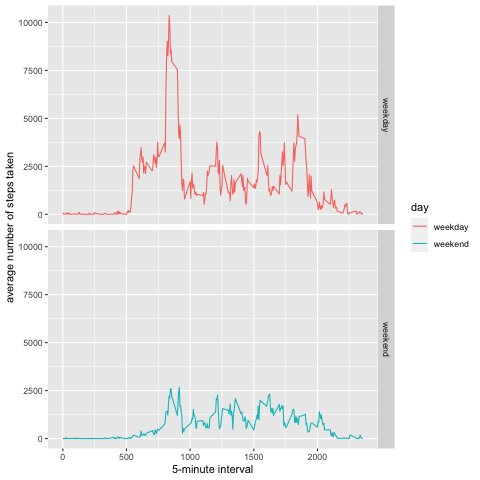 10000
7500
5000
2500
0
weekday
10000
7500
5000
2500
0
weekend
0
500
1000
1500
2000
5-minute interval
average number of steps taken
day
weekday
weekend